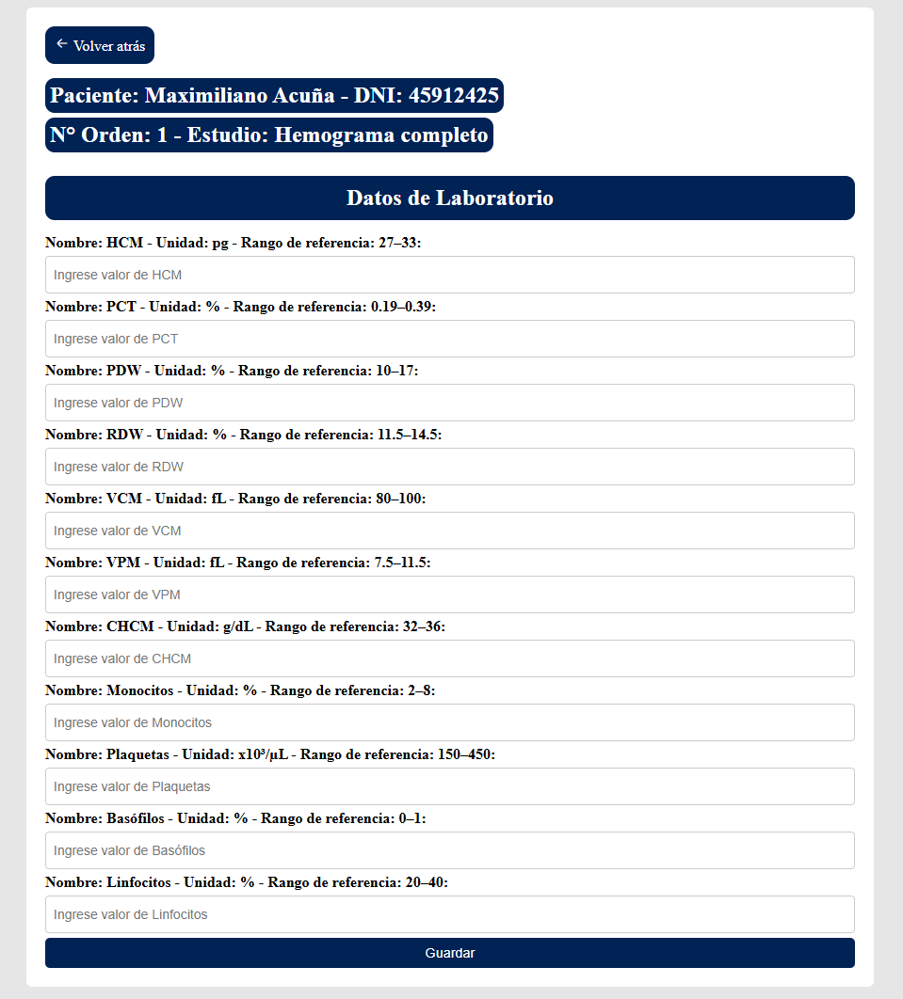 ← Volver atrás
Paciente: Maximiliano Acuña - DNI: 45912425
N° Orden: 1 - Estudio: Hemograma completo
Datos de Laboratorio
Nombre: HCM - Unidad: pg - Rango de referencia: 27–33:
Ingrese valor de HCM
Nombre: PCT - Unidad: % - Rango de referencia: 0.19–0.39:
Ingrese valor de PCT
Nombre: PDW - Unidad: % - Rango de referencia: 10–17:
Ingrese valor de PDW
Nombre: RDW - Unidad: % - Rango de referencia: 11.5–14.5:
Ingrese valor de RDW
Nombre: VCM - Unidad: fL - Rango de referencia: 80–100:
Ingrese valor de VCM
Nombre: VPM - Unidad: fL - Rango de referencia: 7.5–11.5:
Ingrese valor de VPM
Nombre: CHCM - Unidad: g/dL - Rango de referencia: 32–36:
Ingrese valor de CHCM
Nombre: Monocitos - Unidad: % - Rango de referencia: 2–8:
Ingrese valor de Monocitos
Nombre: Plaquetas - Unidad: x10³/µL - Rango de referencia: 150–450:
Ingrese valor de Plaquetas
Nombre: Basófilos - Unidad: % - Rango de referencia: 0–1:
Ingrese valor de Basófilos
Nombre: Linfocitos - Unidad: % - Rango de referencia: 20–40:
Ingrese valor de Linfocitos
Guardar